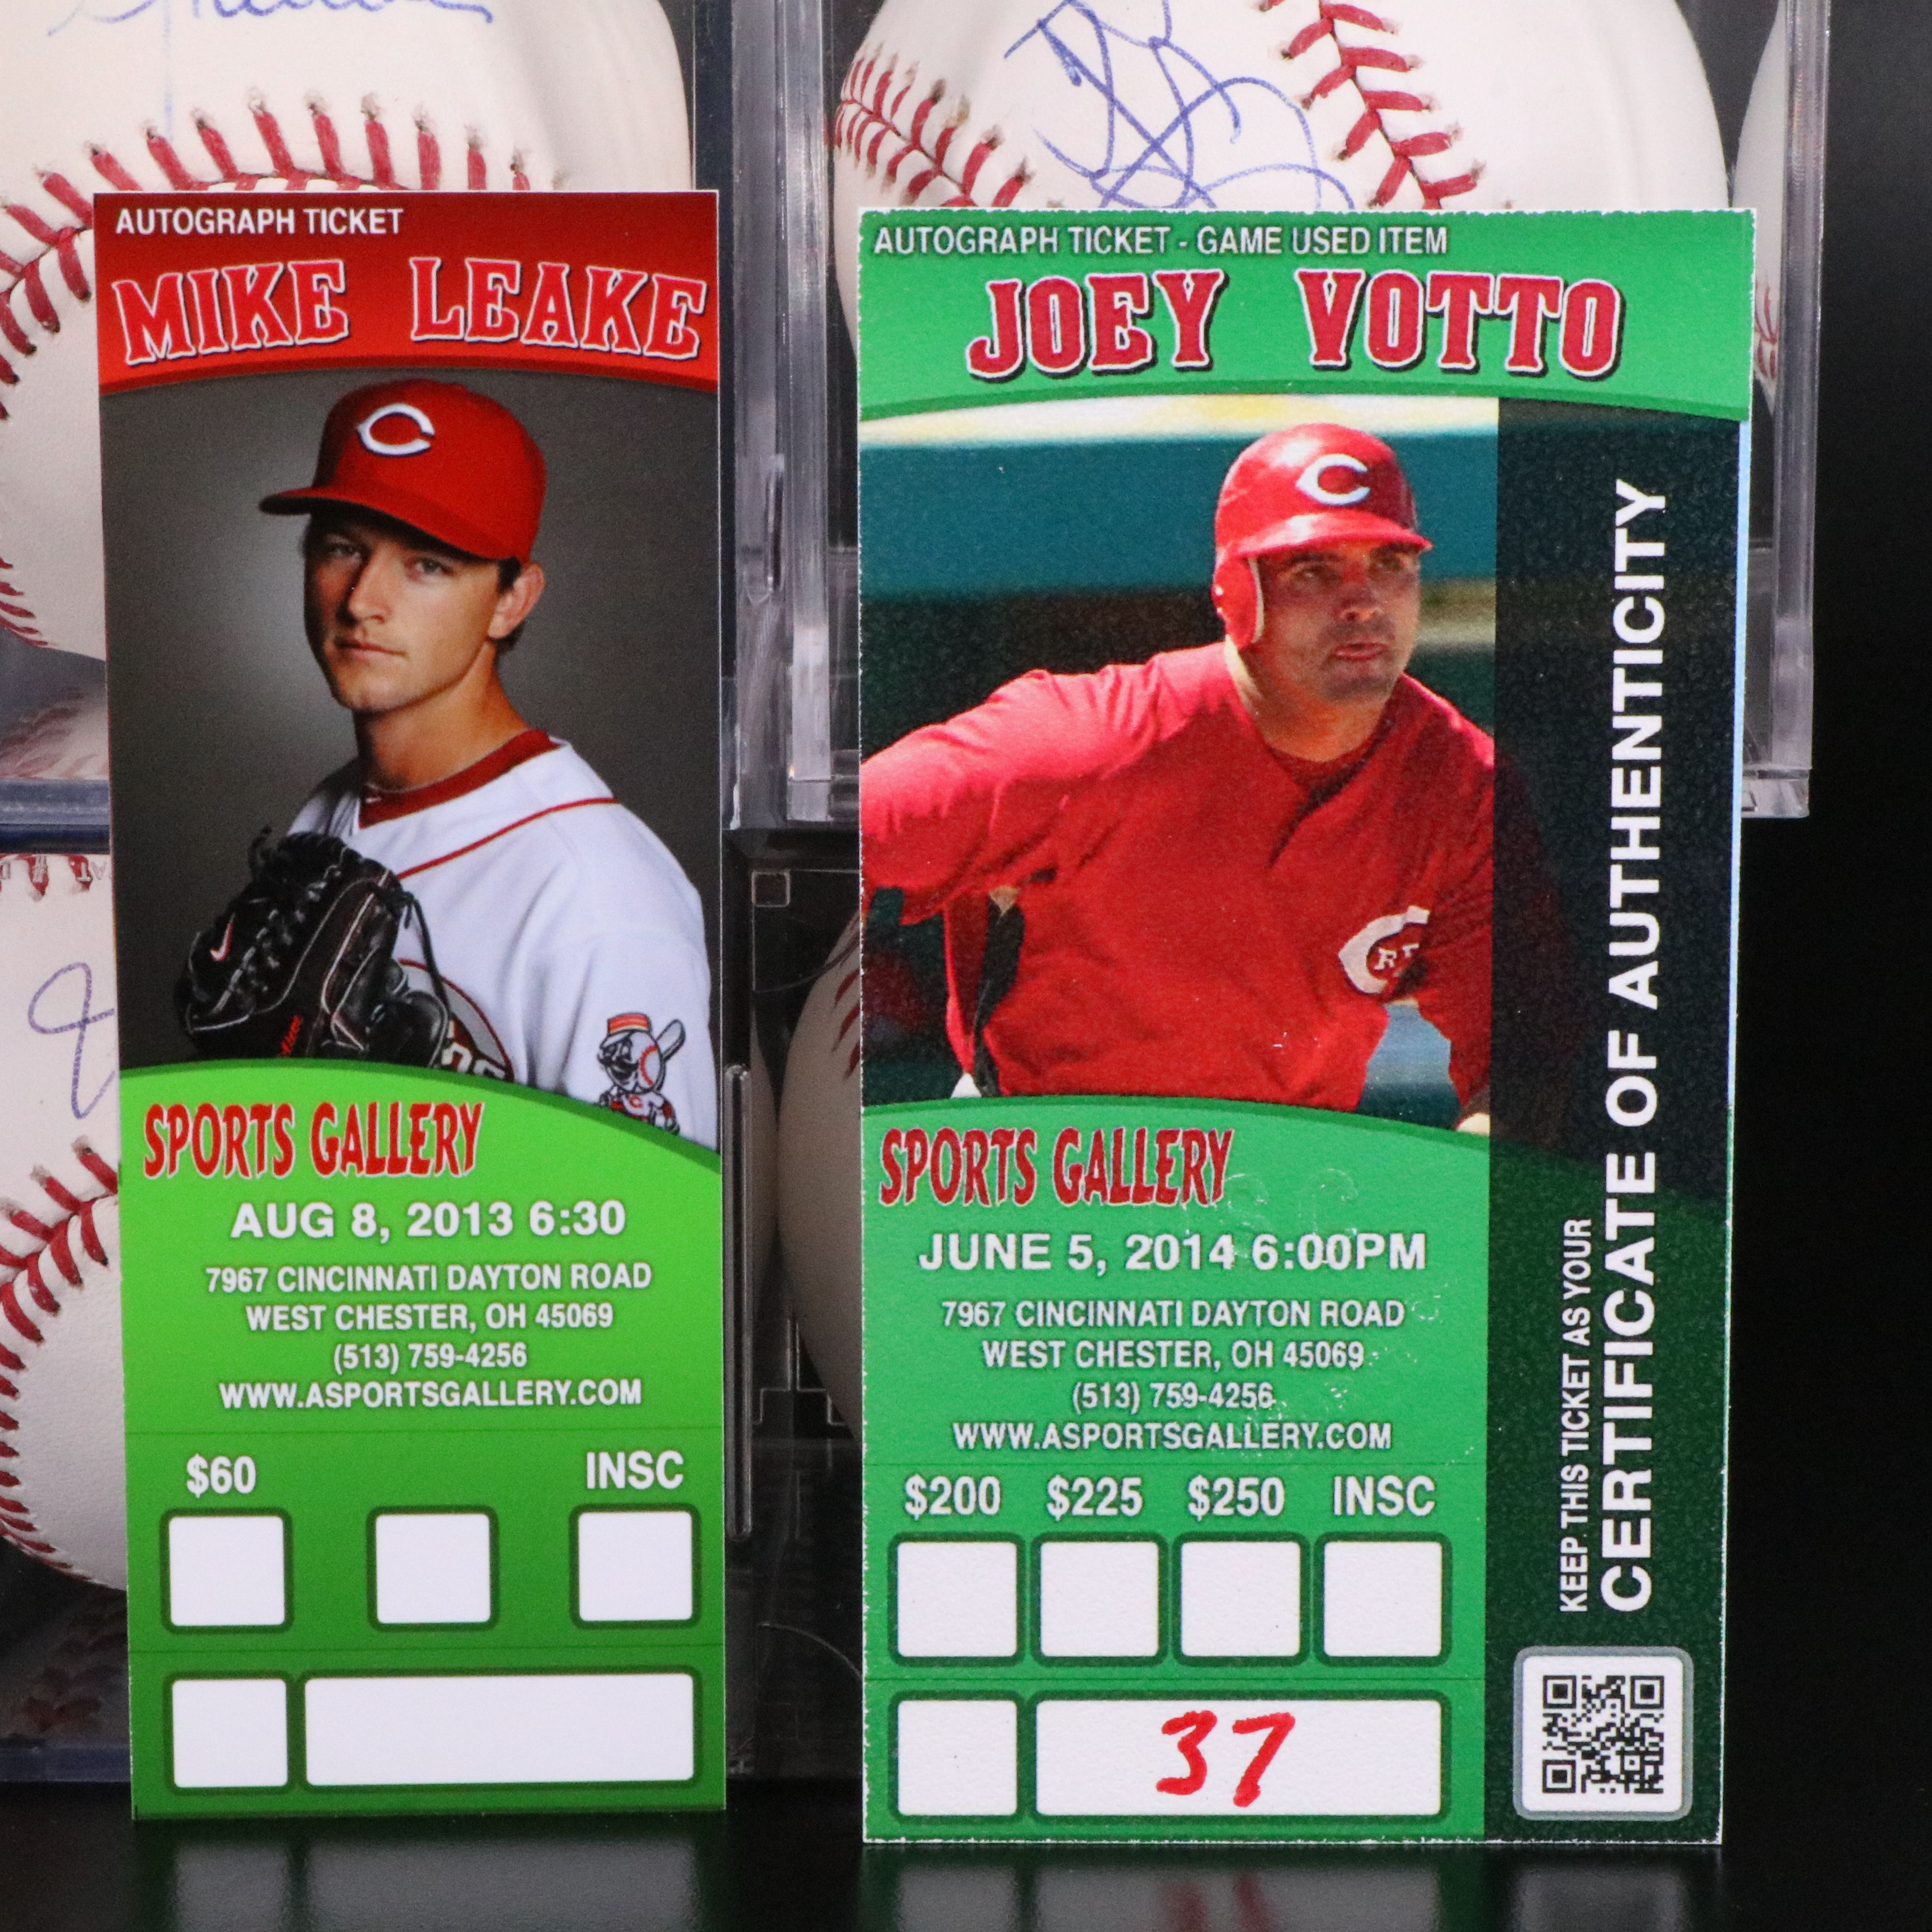 AUTOGRAPH TICKET
MIKE LEAKE
SPORTS GALLERY
AUG 8, 2013 6:30
7967 CINCINNATI DAYTON ROAD
WEST CHESTER, OH 45069
(513) 759-4256
WWW.ASPORTSGALLERY.COM
$60 INSC
AUTOGRAPH TICKET - GAME USED ITEM
JOEY VOTTO
SPORTS GALLERY
JUNE 5, 2014 6:00PM
7967 CINCINNATI DAYTON ROAD
WEST CHESTER, OH 45069
(513) 759-4256
WWW.ASPORTSGALLERY.COM
$200 $225 $250 INSC
37
KEEP THIS TICKET AS YOUR
CERTIFICATE OF AUTHENTICITY